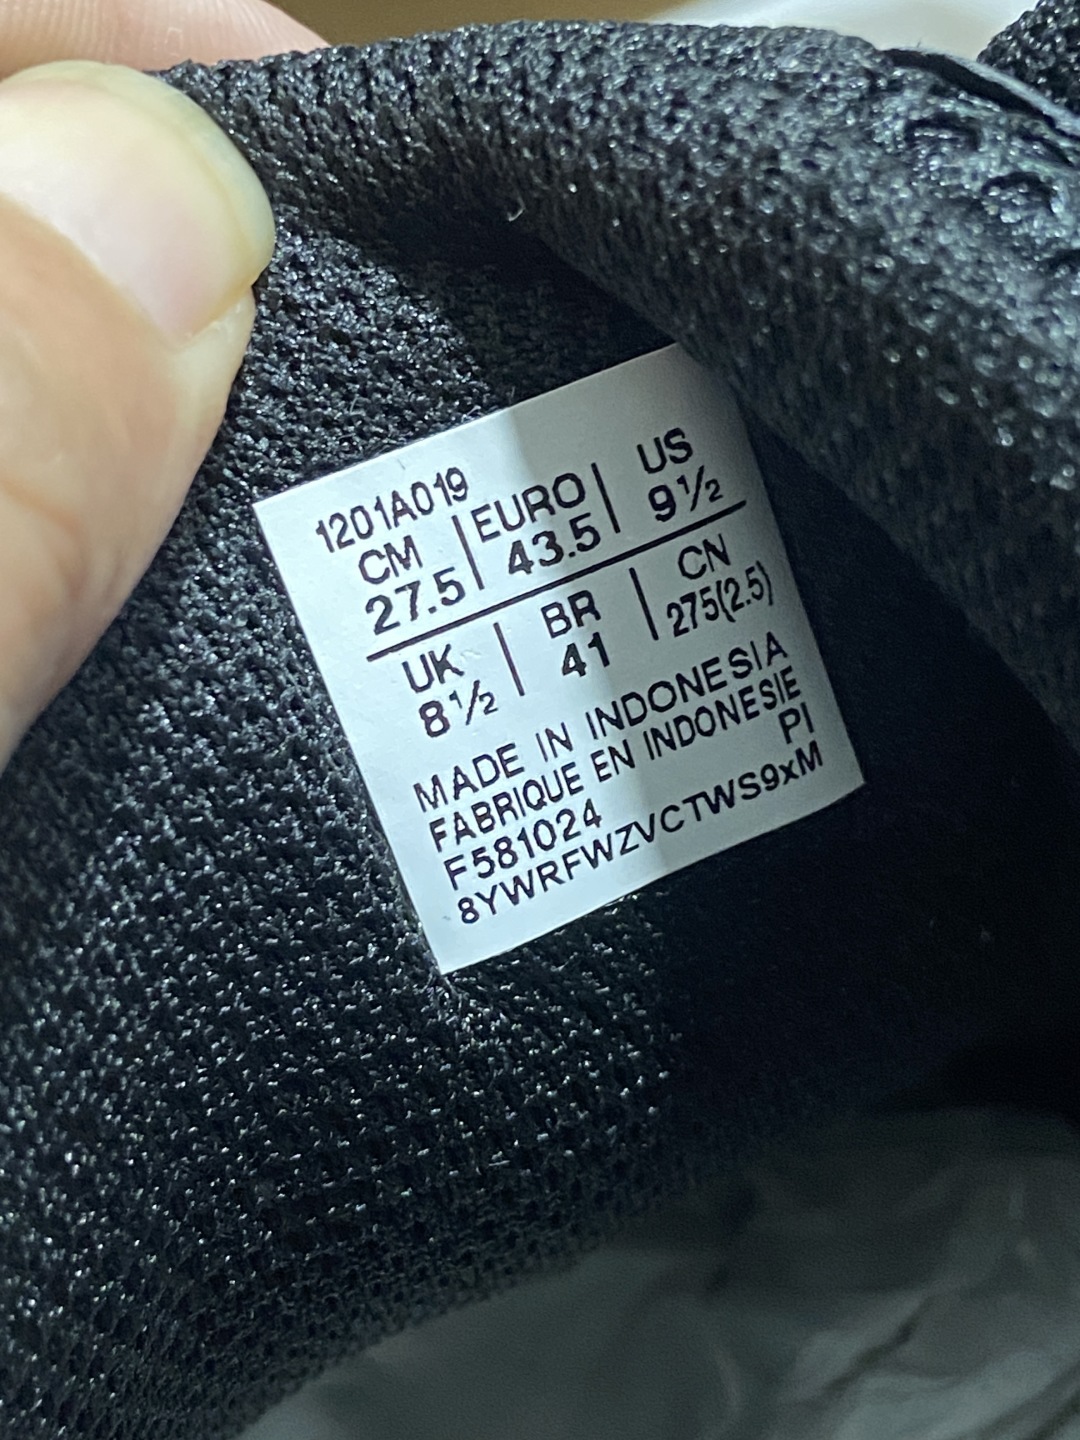 1201A019
CM | EURO | US
27.5 | 43.5 | 9½
UK | BR | CN
8½ | 41 | 275(2.5)
MADE IN INDONESIA
FABRIQUE EN INDONESIE
F581024 PI
8YWRFWZVCTWS9xM